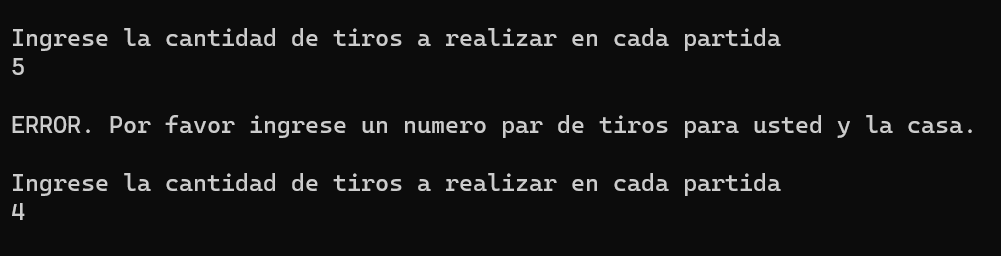 Ingrese la cantidad de tiros a realizar en cada partida
5
ERROR. Por favor ingrese un numero par de tiros para usted y la casa.
Ingrese la cantidad de tiros a realizar en cada partida
4